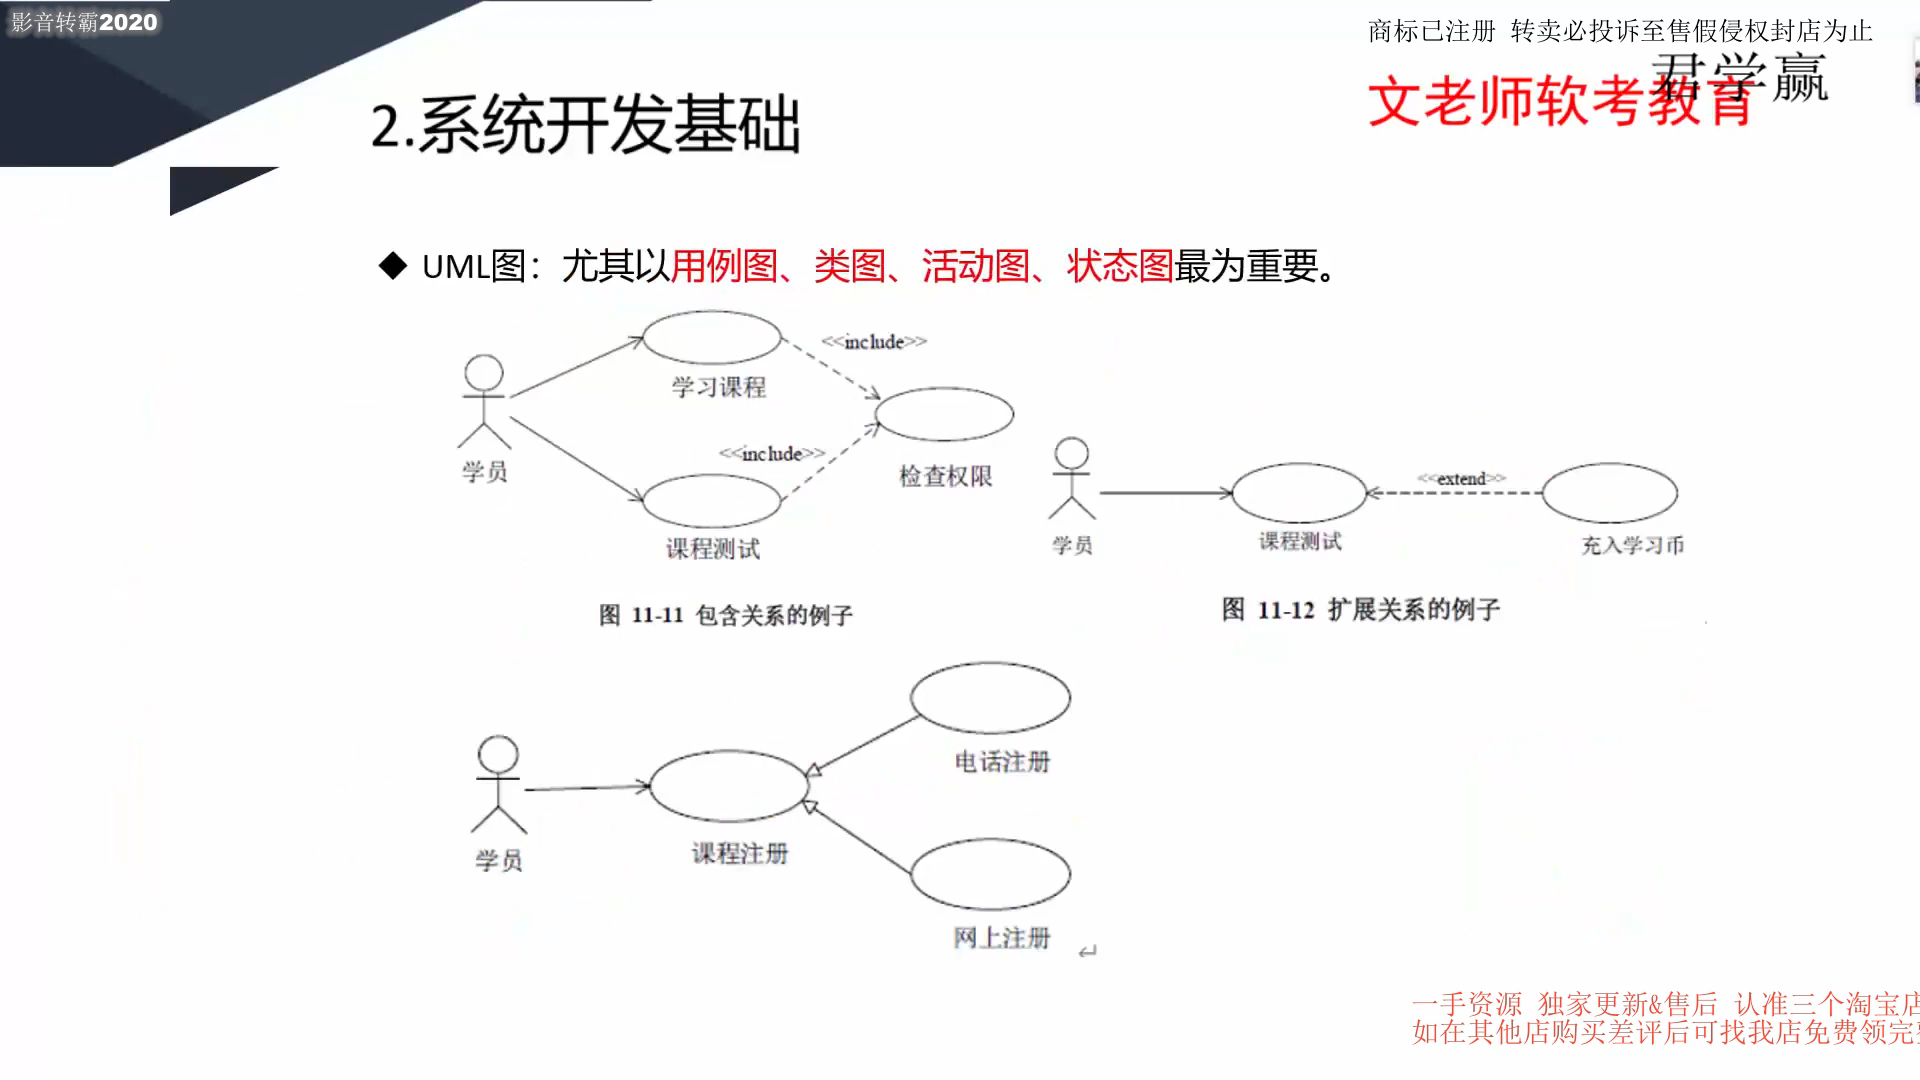 影音转霸2020
商标已注册 转卖必投诉至售假侵权封店为止
君学赢
文老师软考教育
2.系统开发基础
◆ UML图：尤其以用例图、类图、活动图、状态图最为重要。
<<include>>
学习课程
学员
<<include>>
检查权限
课程测试
图 11-11 包含关系的例子
<<extend>>
学员
课程测试
充入学习币
图 11-12 扩展关系的例子
电话注册
学员
课程注册
网上注册
一手资源 独家更新&售后 认准三个淘宝店
如在其他店购买差评后可找我店免费领完